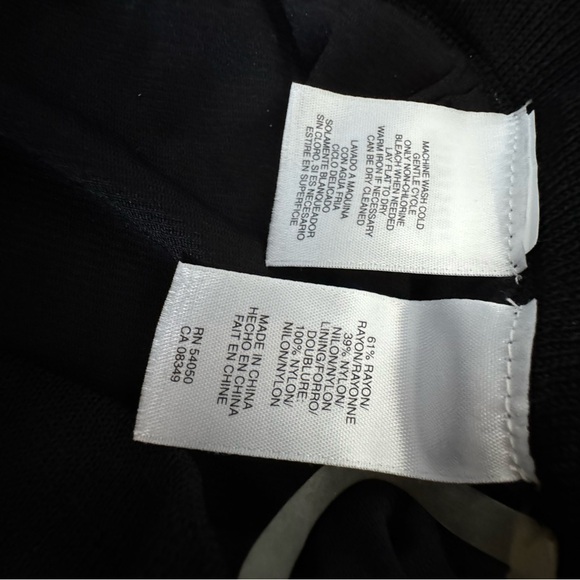 MACHINE WASH COLD
GENTLE CYCLE
ONLY NON-CHLORINE
BLEACH WHEN NEEDED
LAY FLAT TO DRY
WARM IRON IF NECESSARY
CAN BE DRY CLEANED
LAVADO A MAQUINA
CON AGUA FRIA
CICLO DELICADO
SOLAMENTE BLANQUEADOR
SIN CLORO, SI ES NECESARIO
ESTIRE EN SUPERFICIE
61% RAYON/
RAYON/RAYONNE
39% NYLON/
NILON/NYLON
LINING/FORRO/
DOUBLURE:
100% NYLON/
NILON/NYLON
MADE IN CHINA
HECHO EN CHINA
FAIT EN CHINE
RN 54050
CA 08349